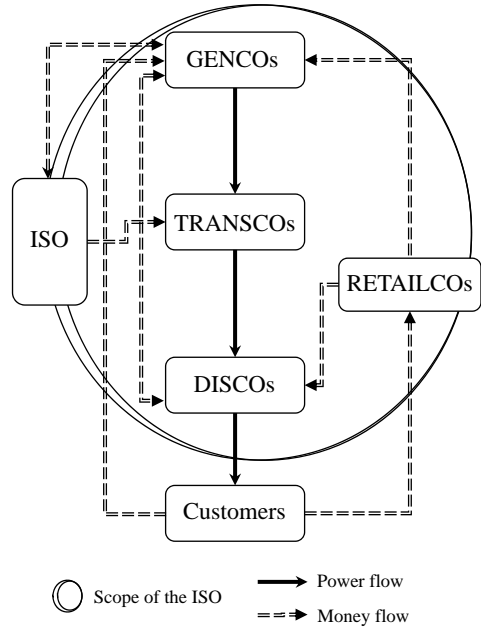 GENCOs
TRANSCOs
ISO
RETAILCOs
DISCOs
Customers
Scope of the ISO
Power flow
Money flow